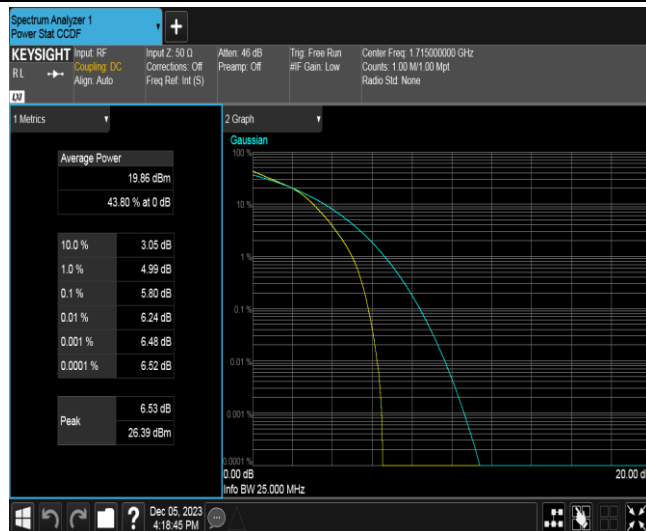 Spectrum Analyzer 1
Power Stat CCDF
+
KEYSIGHT
RL
LXI
Input: RF
Coupling: DC
Align: Auto
Input Z: 50 Ω
Corrections: Off
Freq Ref: Int (S)
Atten: 46 dB
Preamp: Off
Trig: Free Run
#IF Gain: Low
Center Freq: 1.715000000 GHz
Counts: 1.00 M/1.00 Mpt
Radio Std: None
1 Metrics
Average Power
19.86 dBm
43.80 % at 0 dB
10.0 % 3.05 dB
1.0 % 4.99 dB
0.1 % 5.80 dB
0.01 % 6.24 dB
0.001 % 6.48 dB
0.0001 % 6.52 dB
Peak 6.53 dB
26.39 dBm
2 Graph
Gaussian
100 %
10 %
1 %
0.1 %
0.01 %
0.001 %
0.0001 %
0.00 dB 20.00 d
Info BW 25.000 MHz
?
Dec 05, 2023
4:18:45 PM